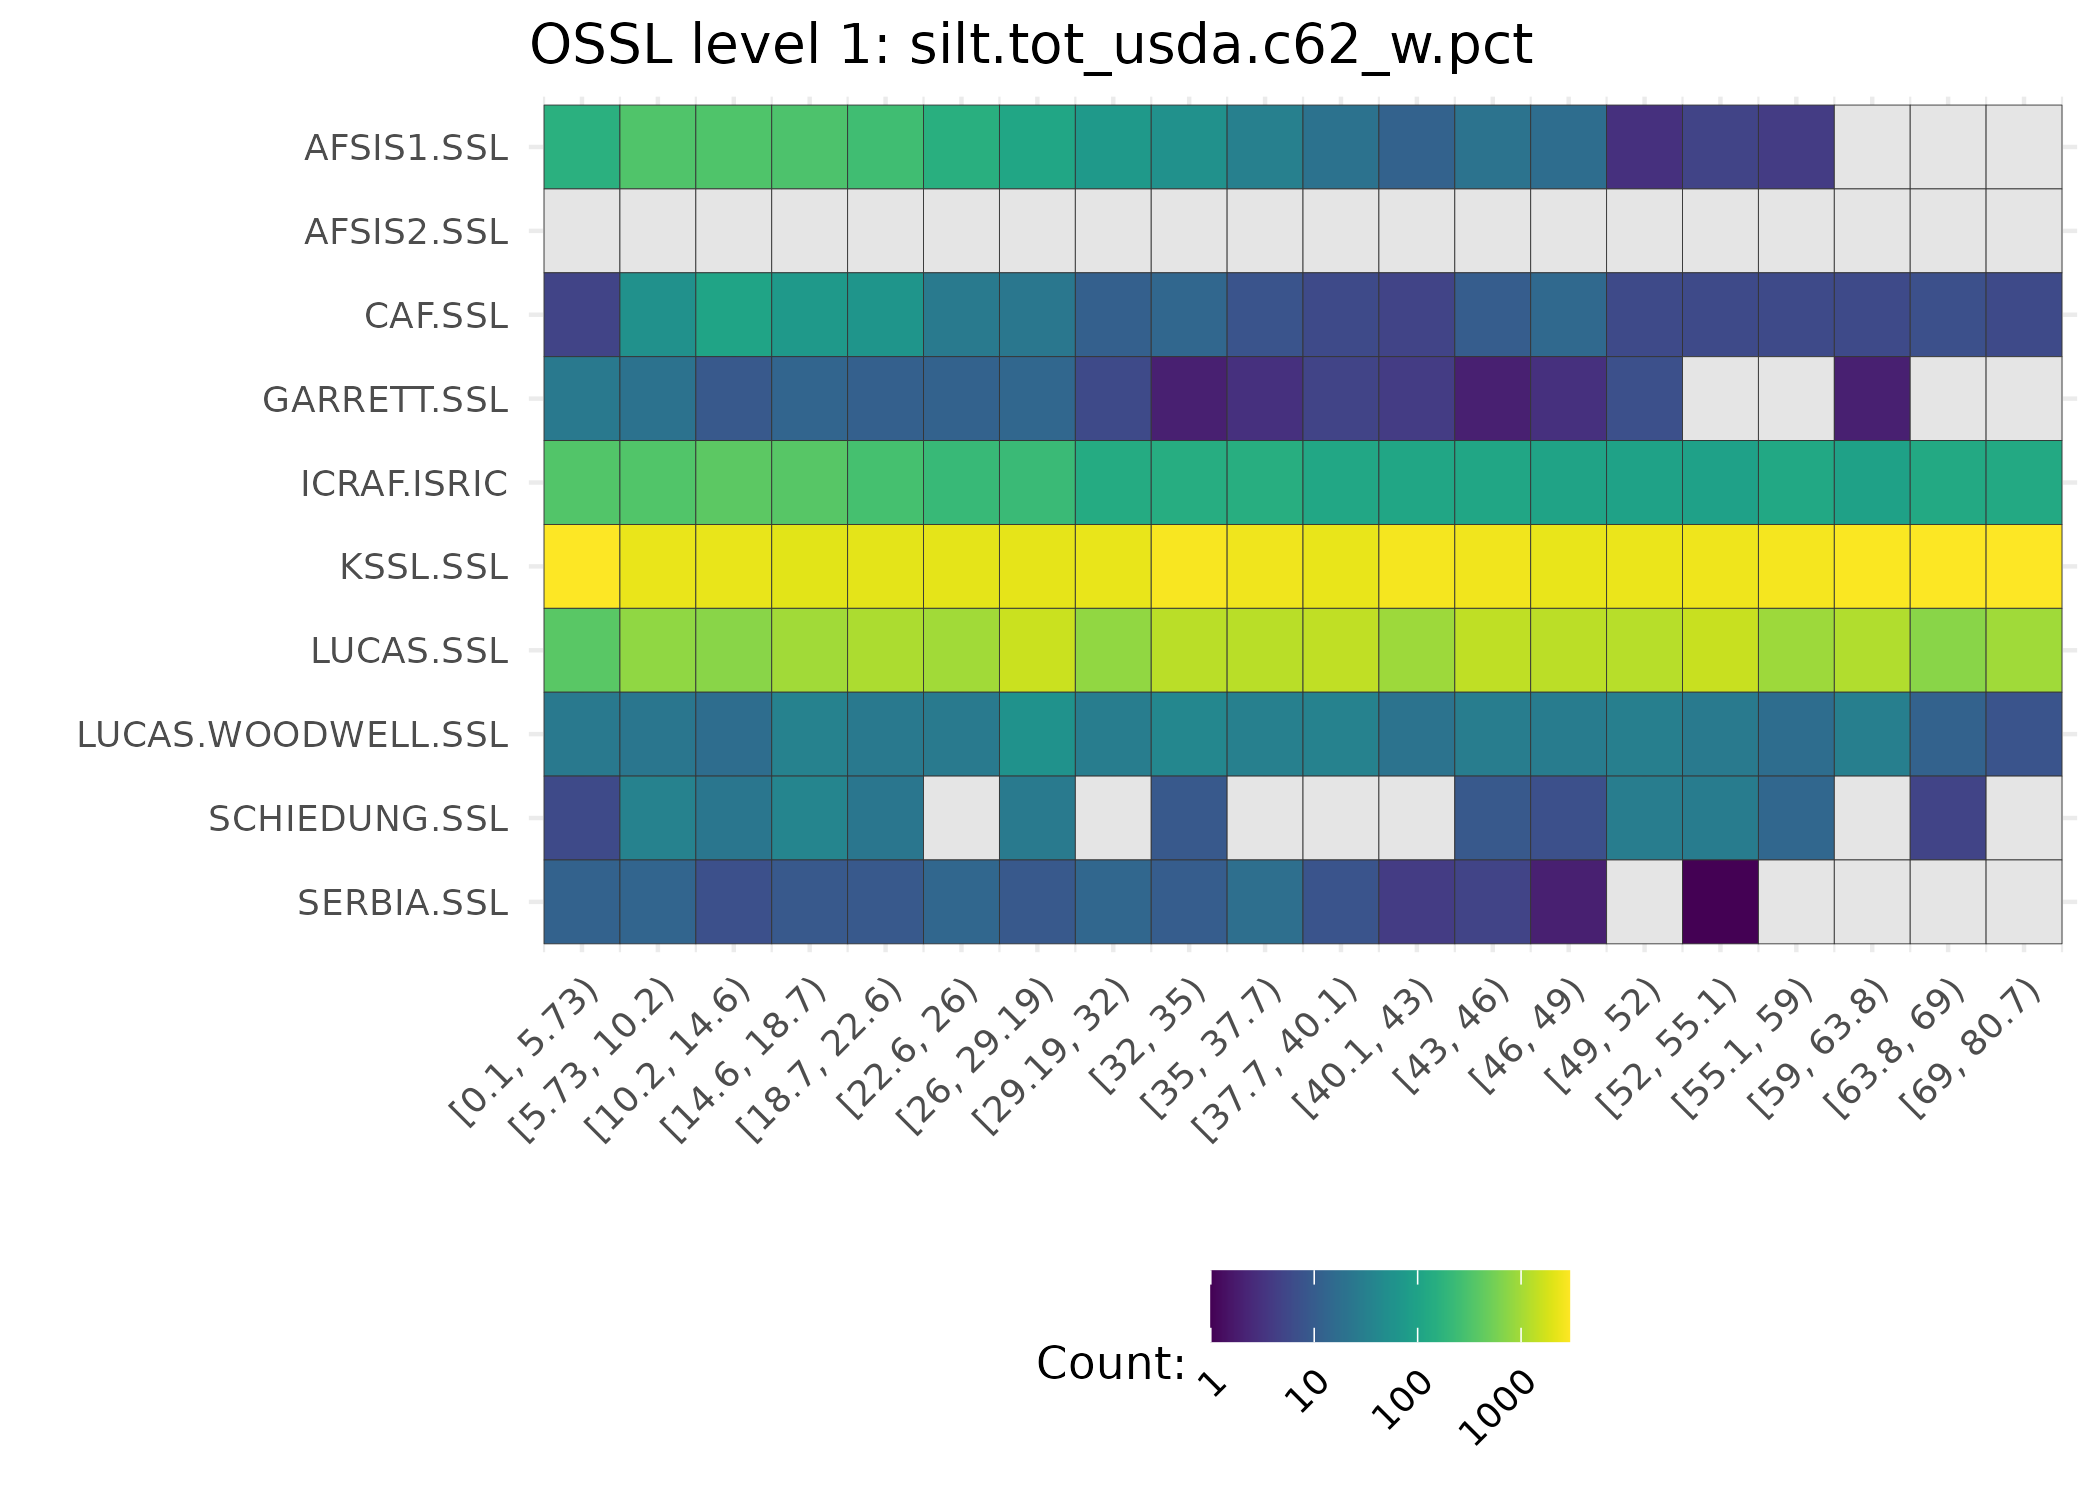 OSSL level 1: silt.tot_usda.c62_w.pct
AFSIS1.SSL
AFSIS2.SSL
CAF.SSL
GARRETT.SSL
ICRAF.ISRIC
KSSL.SSL
LUCAS.SSL
LUCAS.WOODWELL.SSL
SCHIEDUNG.SSL
SERBIA.SSL
[0.1, 5.73)
[5.73, 10.2)
[10.2, 14.6)
[14.6, 18.7)
[18.7, 22.6)
[22.6, 26)
[26, 29.19)
[29.19, 32)
[32, 35)
[35, 37.7)
[37.7, 40.1)
[40.1, 43)
[43, 46)
[46, 49)
[49, 52)
[52, 55.1)
[55.1, 59)
[59, 63.8)
[63.8, 69)
[69, 80.7)
Count:
1
10
100
1000